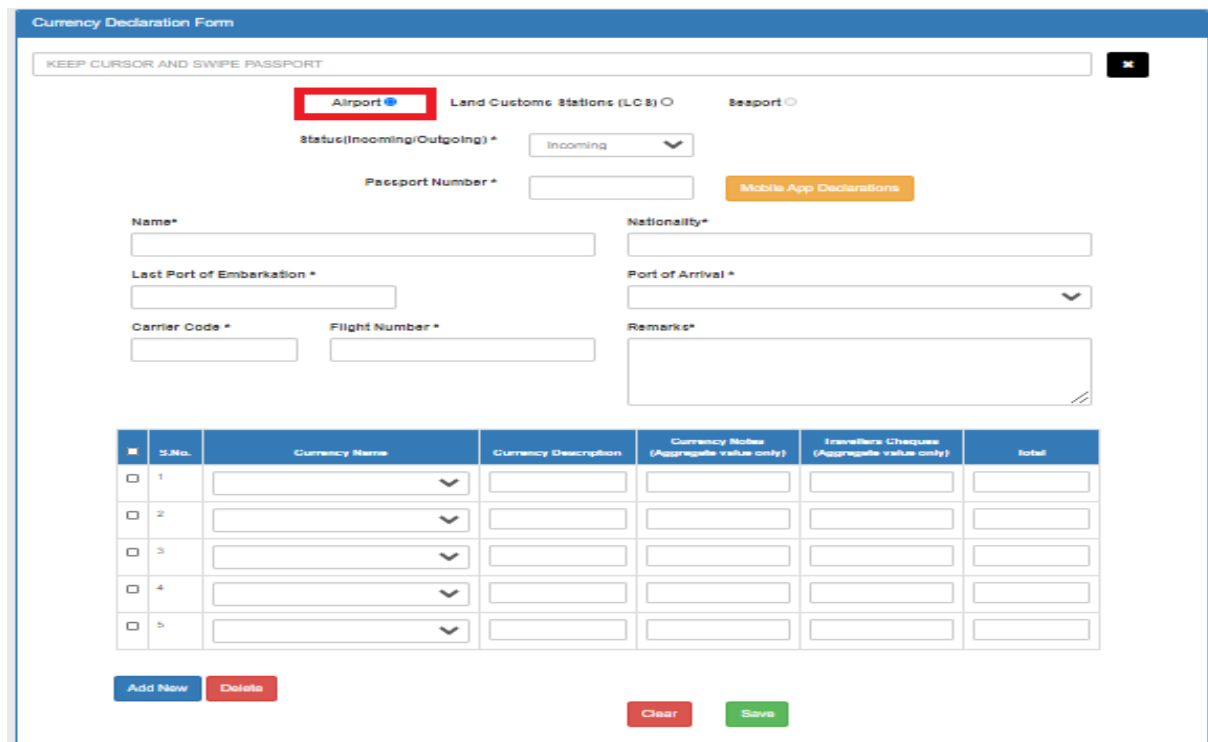 Currency Declaration Form
KEEP CURSOR AND SWIPE PASSPORT
Airport Land Customs Stations (LCS) Seaport
Status(Incoming/Outgoing) * Incoming
Passport Number * Mobile App Declarations
Name* Nationality*
Last Port of Embarkation * Port of Arrival *
Carrier Code * Flight Number * Remarks*
S.No. Currency Name Currency Description Currency Notes (Aggregate value only) Travellers Cheques (Aggregate value only) Total
1
2
3
4
5
Add New Delete
Clear Save